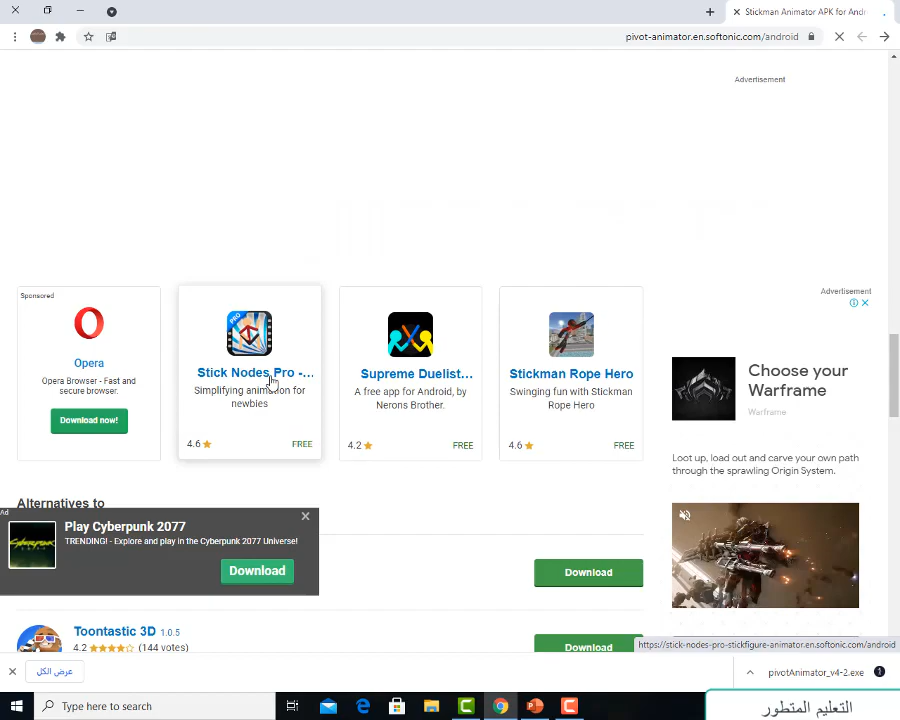 Stickman Animator APK for Andr
pivot-animator.en.softonic.com/android
Advertisement
Sponsored
Opera
Opera Browser - Fast and
secure browser.
Download now!
PRO
Stick Nodes Pro -...
Simplifying animation for
newbies
4.6
FREE
Supreme Duelist...
A free app for Android, by
Nerons Brother.
4.2
FREE
Stickman Rope Hero
Swinging fun with Stickman
Rope Hero
4.6
FREE
Advertisement
Choose your
Warframe
Warframe
Loot up, load out and carve your own path
through the sprawling Origin System.
Alternatives to
Ad
Play Cyberpunk 2077
TRENDING! - Explore and play in the Cyberpunk 2077 Universe!
Download
Download
Toontastic 3D 1.0.5
4.2 (144 votes)
Download
https://stick-nodes-pro-stickfigure-animator.en.softonic.com/android
عرض الكل
pivotAnimator_v4-2.exe
1
Type here to search
التعليم المتطور